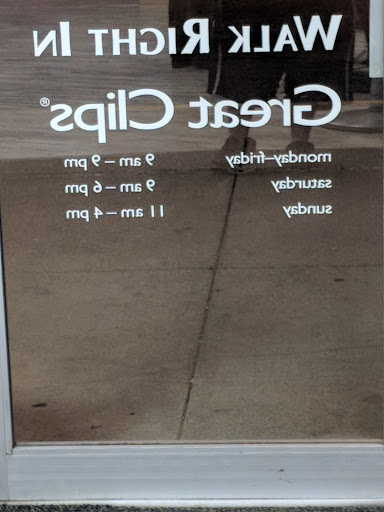 WALK RIGHT IN
Great Clips®
monday–friday 9 am – 9 pm
saturday 9 am – 6 pm
sunday 11 am – 4 pm